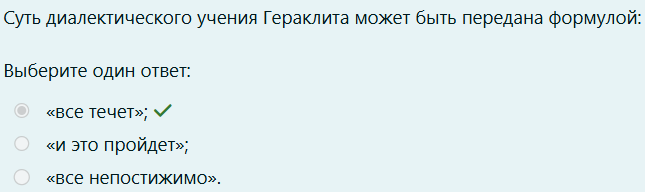 Суть диалектического учения Гераклита может быть передана формулой:
Выберите один ответ:
«все течет»;
«и это пройдет»;
«все непостижимо».